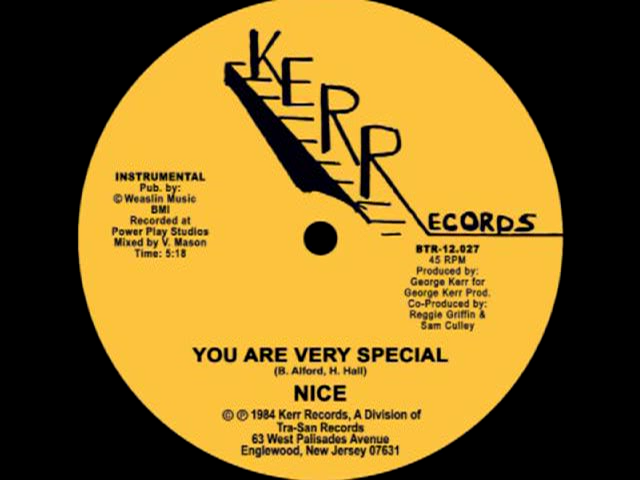 KERR
ECORDS
INSTRUMENTAL
Pub. by:
© Weaslin Music
BMI
Recorded at
Power Play Studios
Mixed by V. Mason
Time: 5:18
BTR-12.027
45 RPM
Produced by:
George Kerr for
George Kerr Prod.
Co-Produced by:
Reggie Griffin &
Sam Culley
YOU ARE VERY SPECIAL
(B. Alford, H. Hall)
NICE
© ℗ 1984 Kerr Records, A Division of
Tra-San Records
63 West Palisades Avenue
Englewood, New Jersey 07631